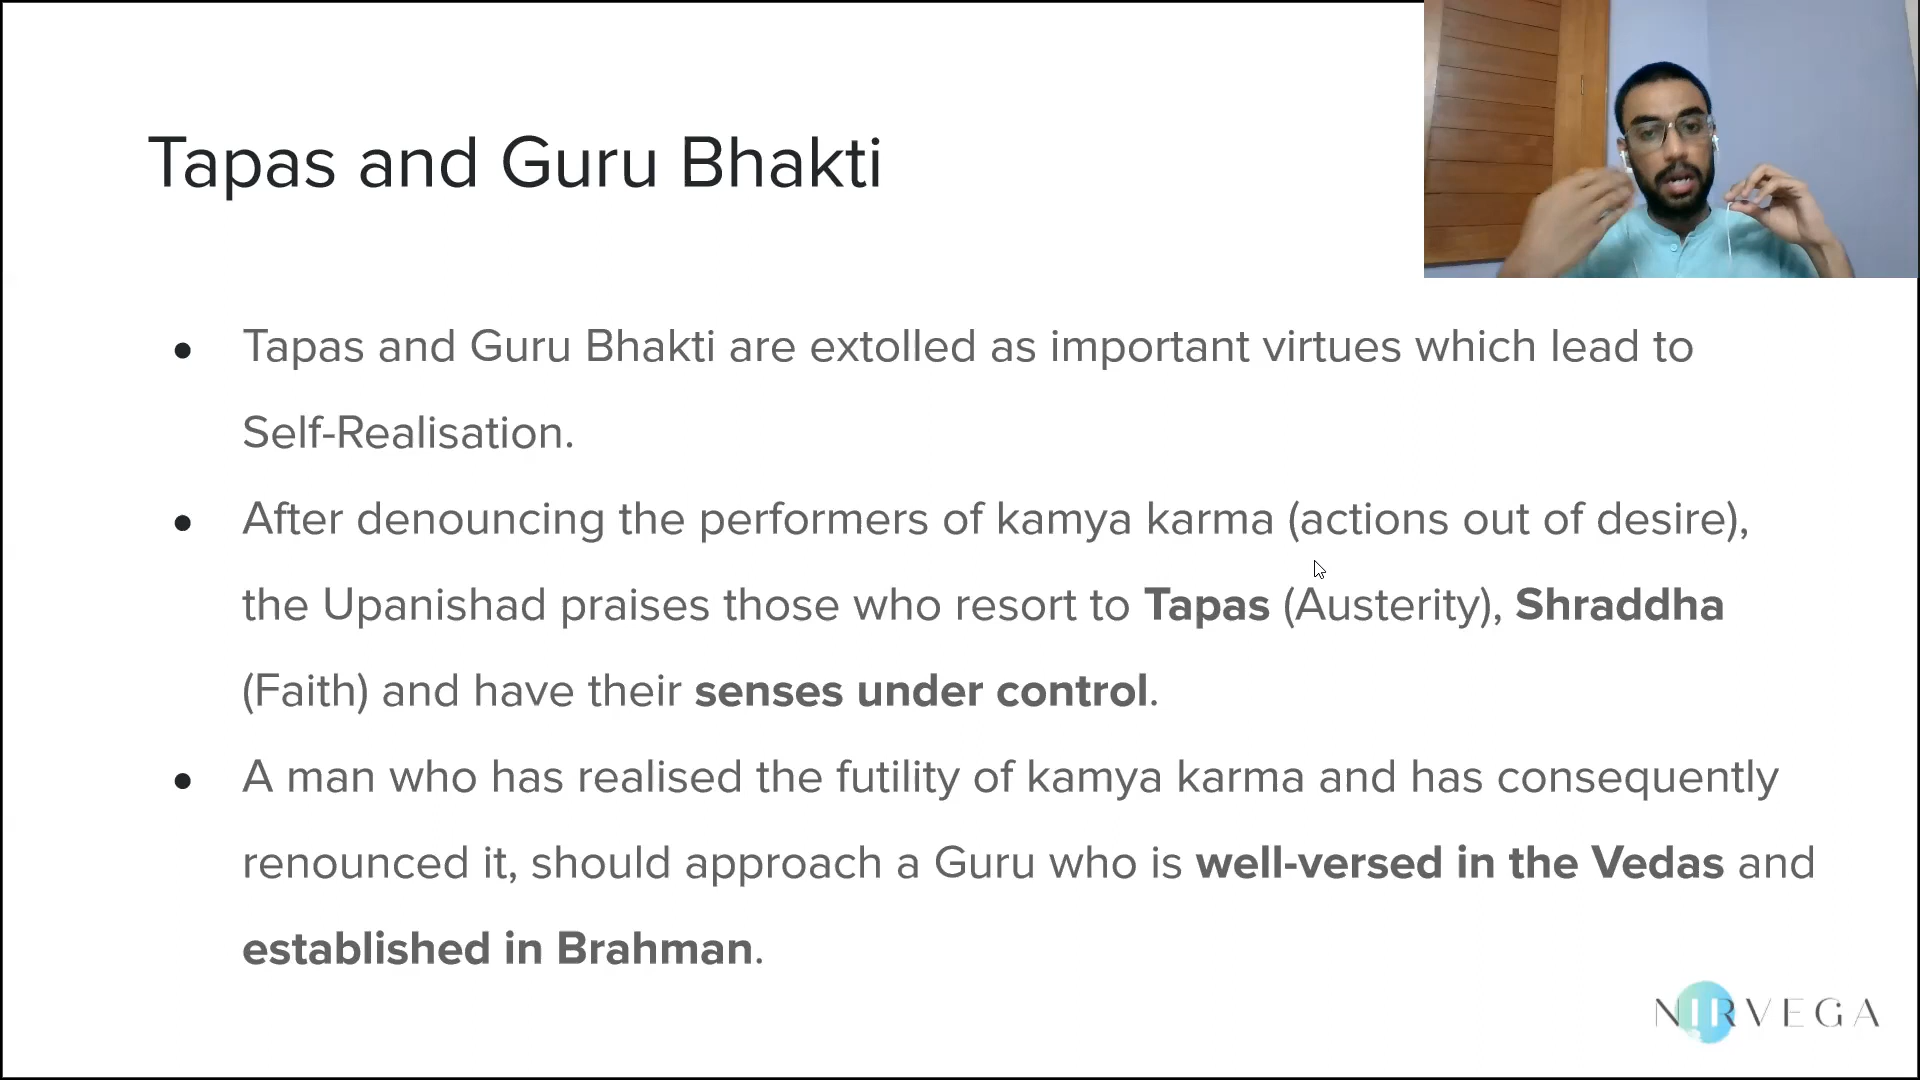 Tapas and Guru Bhakti
● Tapas and Guru Bhakti are extolled as important virtues which lead to
Self-Realisation.
● After denouncing the performers of kamya karma (actions out of desire),
the Upanishad praises those who resort to Tapas (Austerity), Shraddha
(Faith) and have their senses under control.
● A man who has realised the futility of kamya karma and has consequently
renounced it, should approach a Guru who is well-versed in the Vedas and
established in Brahman.
NIRVEGA